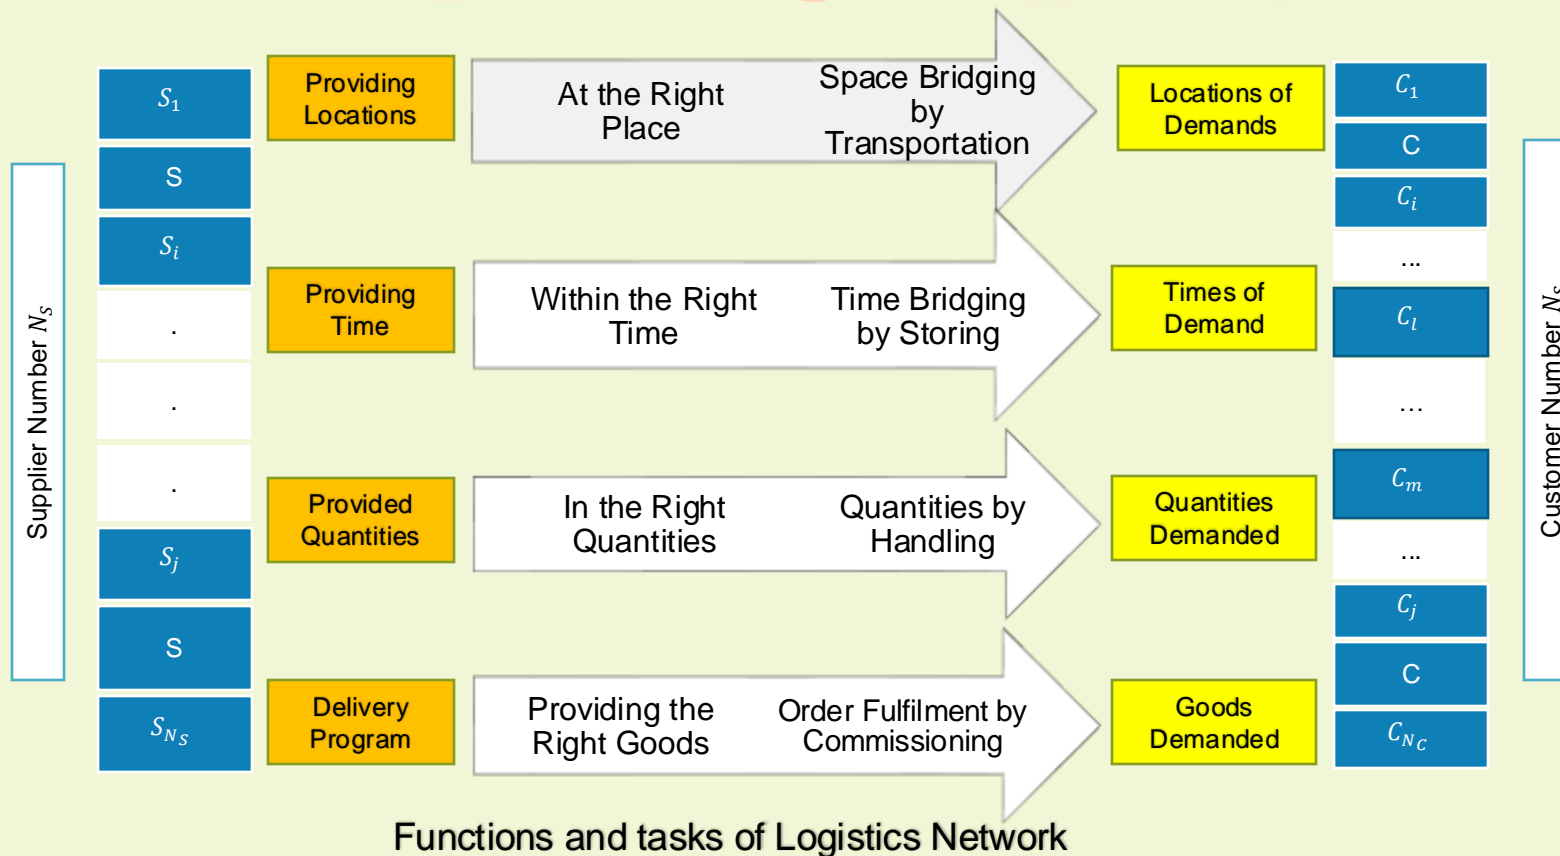 Supplier Number N_S
S_1
S
S_i
.
.
.
S_j
S
S_{N_S}
Providing
Locations
At the Right
Place
Space Bridging
by
Transportation
Locations of
Demands
Providing
Time
Within the Right
Time
Time Bridging
by Storing
Times of
Demand
Provided
Quantities
In the Right
Quantities
Quantities by
Handling
Quantities
Demanded
Delivery
Program
Providing the
Right Goods
Order Fulfilment by
Commissioning
Goods
Demanded
C_1
C
C_i
...
C_l
...
C_m
...
C_j
C
C_{N_C}
Customer Number N_S
Functions and tasks of Logistics Network